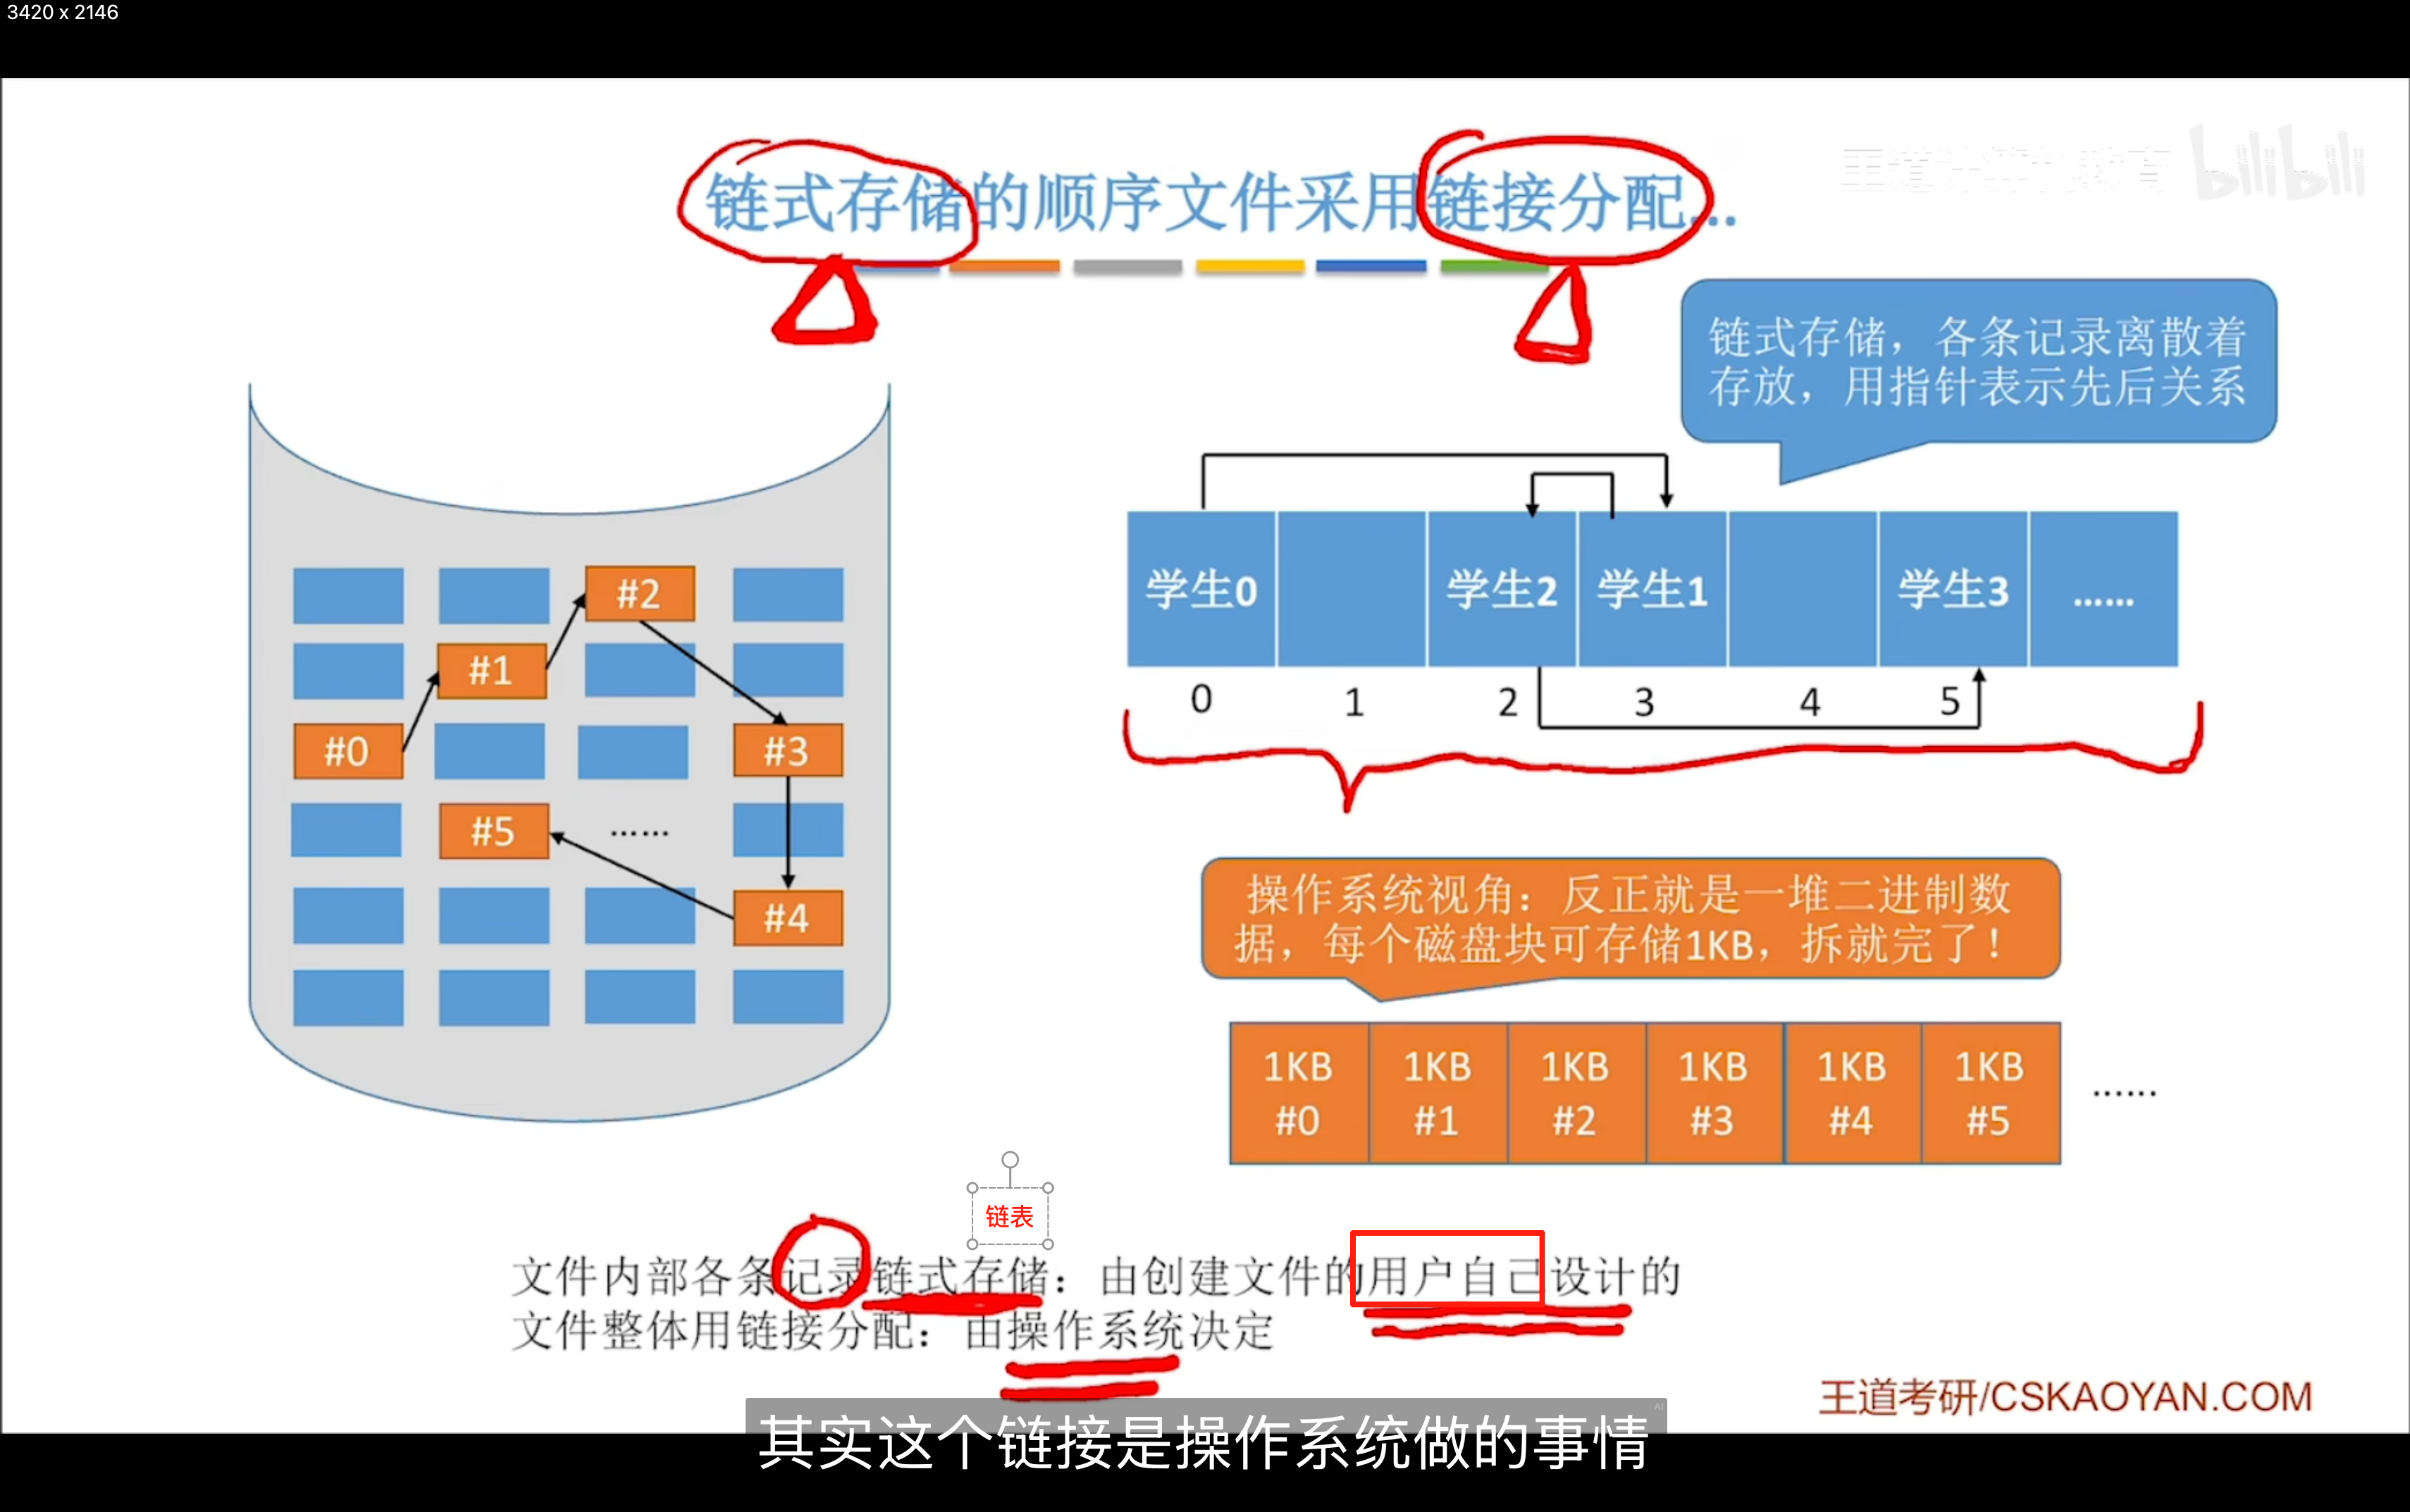 3420 x 2146
链式存储的顺序文件采用链接分配...
bilibili
链式存储，各条记录离散着
存放，用指针表示先后关系
学生0
学生2
学生1
学生3
......
0
1
2
3
4
5
#2
#1
#0
#3
#5
......
#4
操作系统视角：反正就是一堆二进制数
据，每个磁盘块可存储1KB，拆就完了！
1KB
#0
1KB
#1
1KB
#2
1KB
#3
1KB
#4
1KB
#5
......
链表
文件内部各条记录链式存储：由创建文件的用户自己设计的
文件整体用链接分配：由操作系统决定
王道考研/CSKAOYAN.COM
AI
其实这个链接是操作系统做的事情